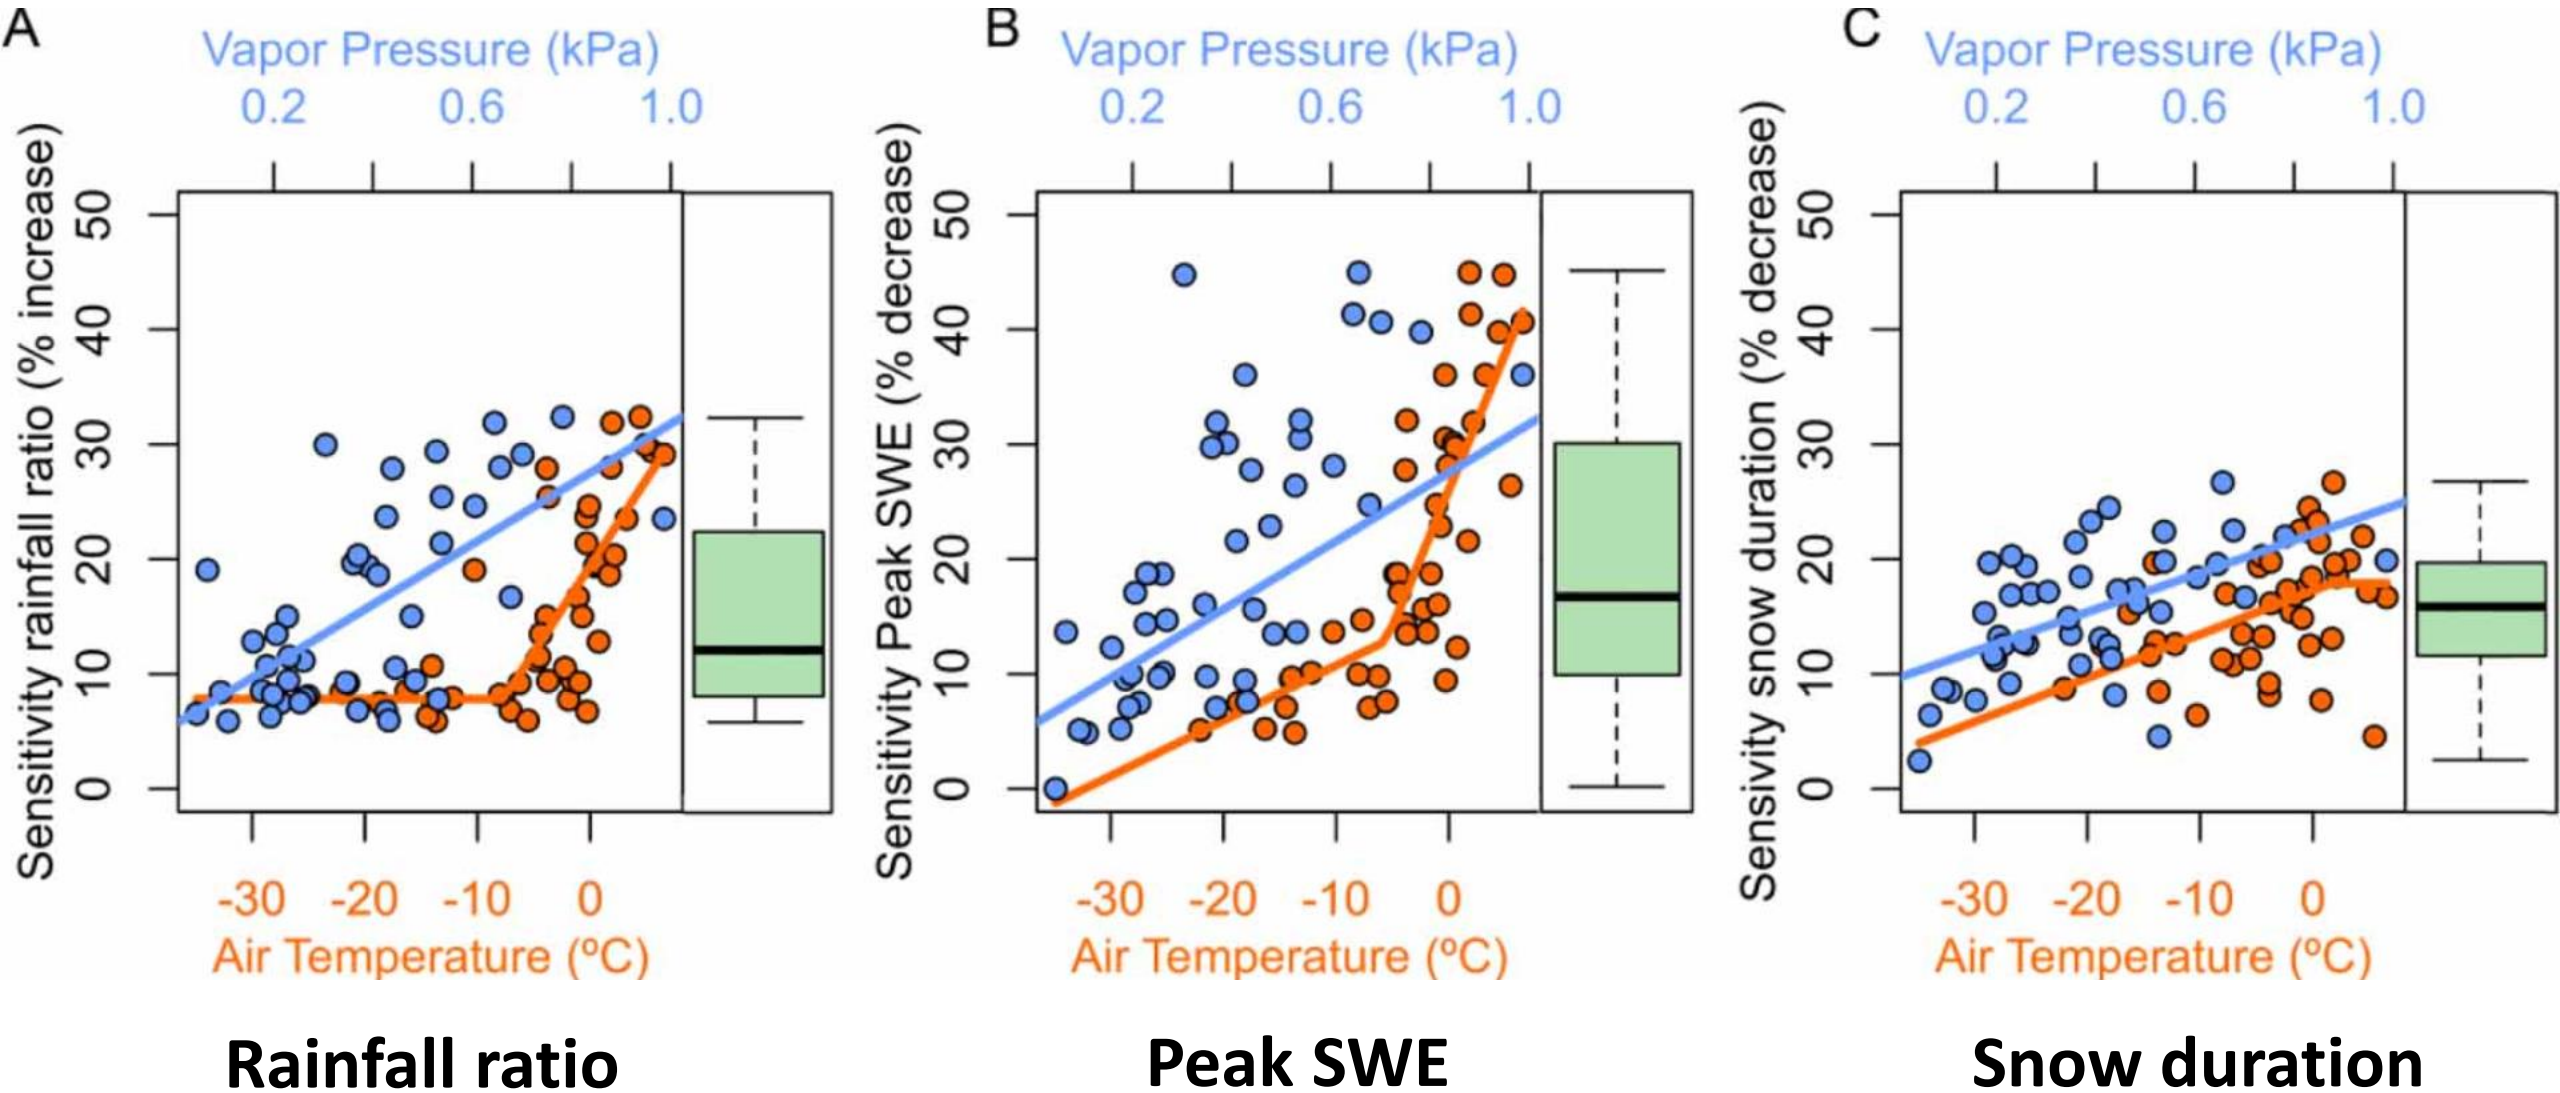 A
Vapor Pressure (kPa)
0.2 0.6 1.0
Sensitivity rainfall ratio (% increase)
50
40
30
20
10
0
-30 -20 -10 0
Air Temperature (ºC)
Rainfall ratio
B
Vapor Pressure (kPa)
0.2 0.6 1.0
Sensitivity Peak SWE (% decrease)
50
40
30
20
10
0
-30 -20 -10 0
Air Temperature (ºC)
Peak SWE
C
Vapor Pressure (kPa)
0.2 0.6 1.0
Sensivity snow duration (% decrease)
50
40
30
20
10
0
-30 -20 -10 0
Air Temperature (ºC)
Snow duration